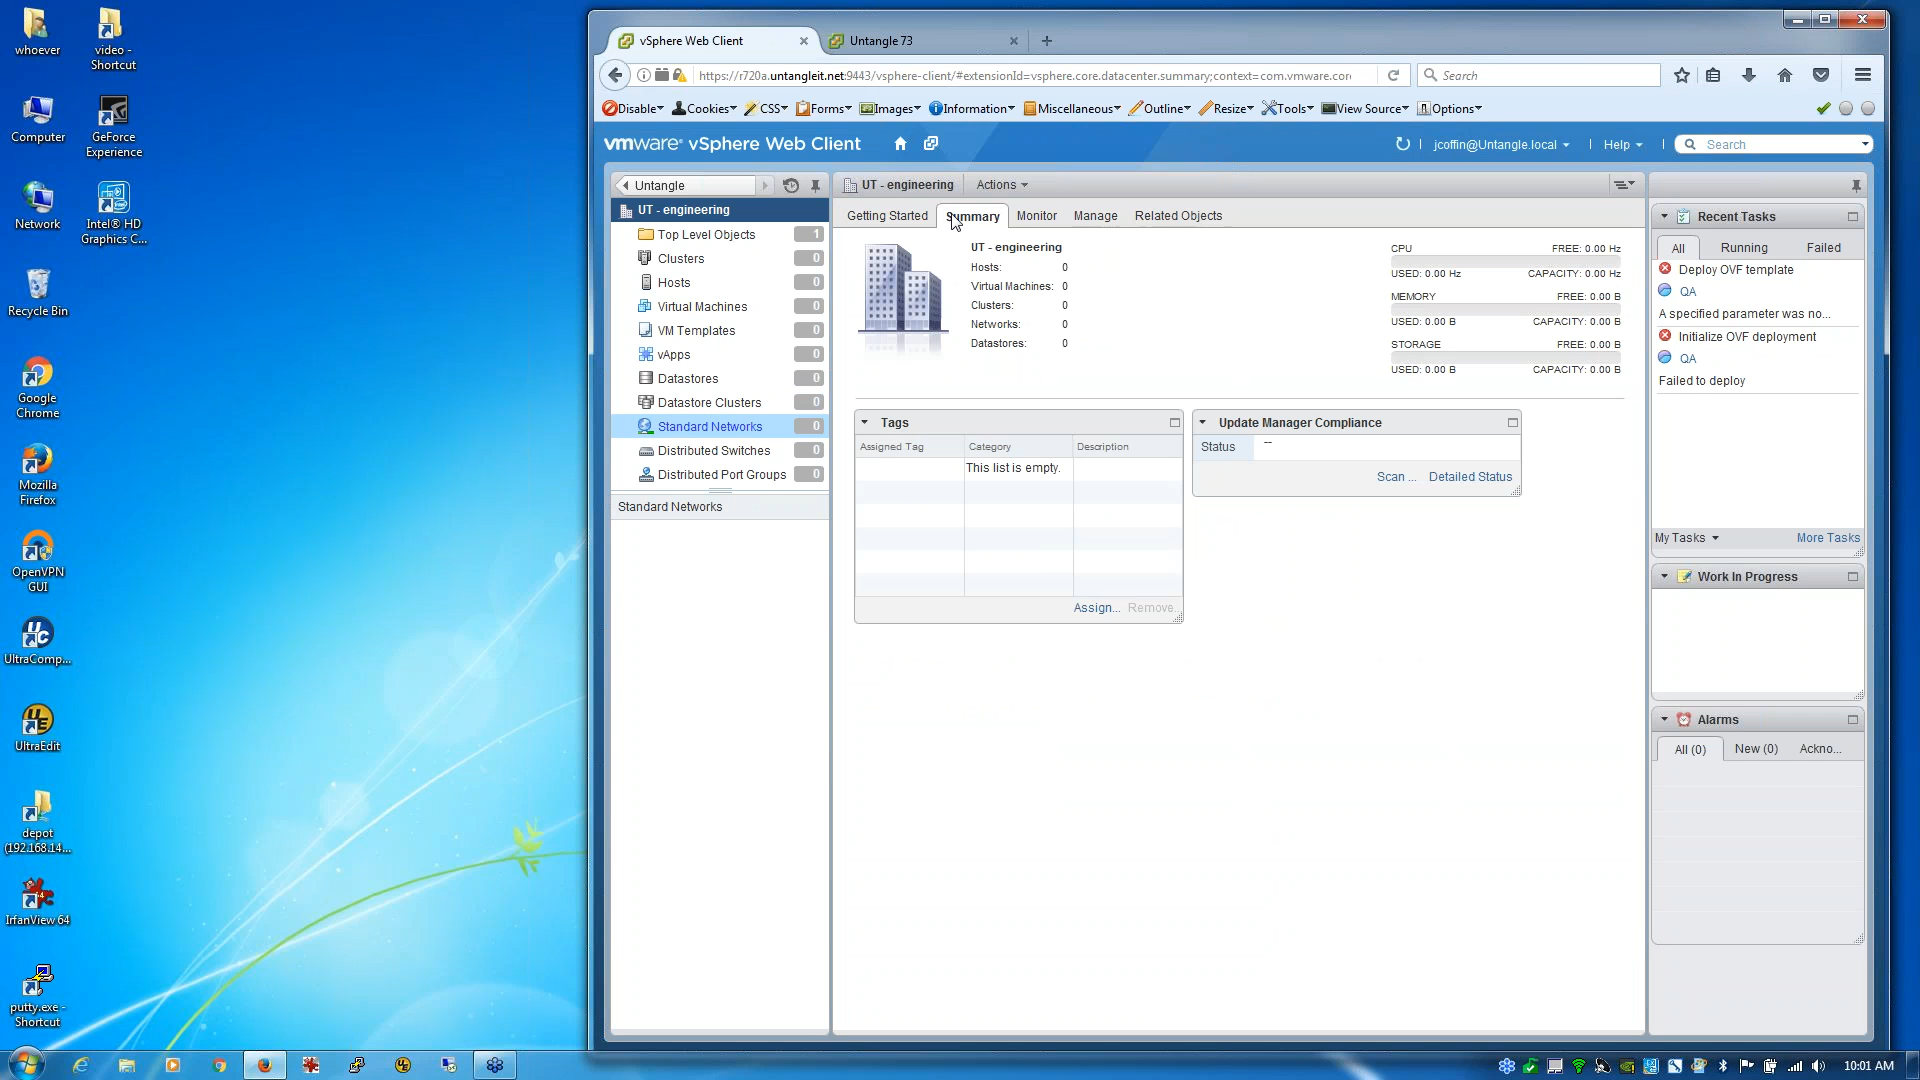 whoever
video -
Shortcut
Computer
GeForce
Experience
Network
Intel® HD
Graphics C...
Recycle Bin
Google
Chrome
Mozilla
Firefox
OpenVPN
GUI
UltraComp...
UltraEdit
depot
(192.168.14...
IrfanView 64
putty.exe -
Shortcut
vSphere Web Client
Untangle 73
https://r720a.untangleit.net:9443/vsphere-client/#extensionId=vsphere.core.datacenter.summary;context=com.vmware.core
Search
Disable Cookies CSS Forms Images Information Miscellaneous Outline Resize Tools View Source Options
vmware® vSphere Web Client
jcoffin@Untangle.local
Help
Search
Untangle
UT - engineering
Top Level Objects 1
Clusters 0
Hosts 0
Virtual Machines 0
VM Templates 0
vApps 0
Datastores 0
Datastore Clusters 0
Standard Networks 0
Distributed Switches 0
Distributed Port Groups 0
Standard Networks
UT - engineering Actions
Getting Started Summary Monitor Manage Related Objects
UT - engineering
Hosts: 0
Virtual Machines: 0
Clusters: 0
Networks: 0
Datastores: 0
CPU FREE: 0.00 Hz
USED: 0.00 Hz CAPACITY: 0.00 Hz
MEMORY FREE: 0.00 B
USED: 0.00 B CAPACITY: 0.00 B
STORAGE FREE: 0.00 B
USED: 0.00 B CAPACITY: 0.00 B
Tags
Assigned Tag Category Description
This list is empty.
Assign... Remove
Update Manager Compliance
Status --
Scan ... Detailed Status
Recent Tasks
All Running Failed
Deploy OVF template
QA
A specified parameter was no...
Initialize OVF deployment
QA
Failed to deploy
My Tasks More Tasks
Work In Progress
Alarms
All (0) New (0) Ackno...
10:01 AM